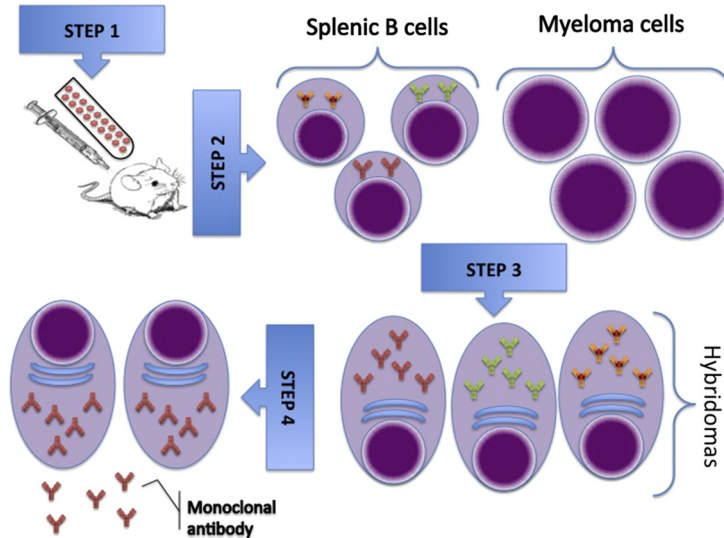 STEP 1
Splenic B cells
Myeloma cells
STEP 2
STEP 3
Hybridomas
STEP 4
Monoclonal
antibody